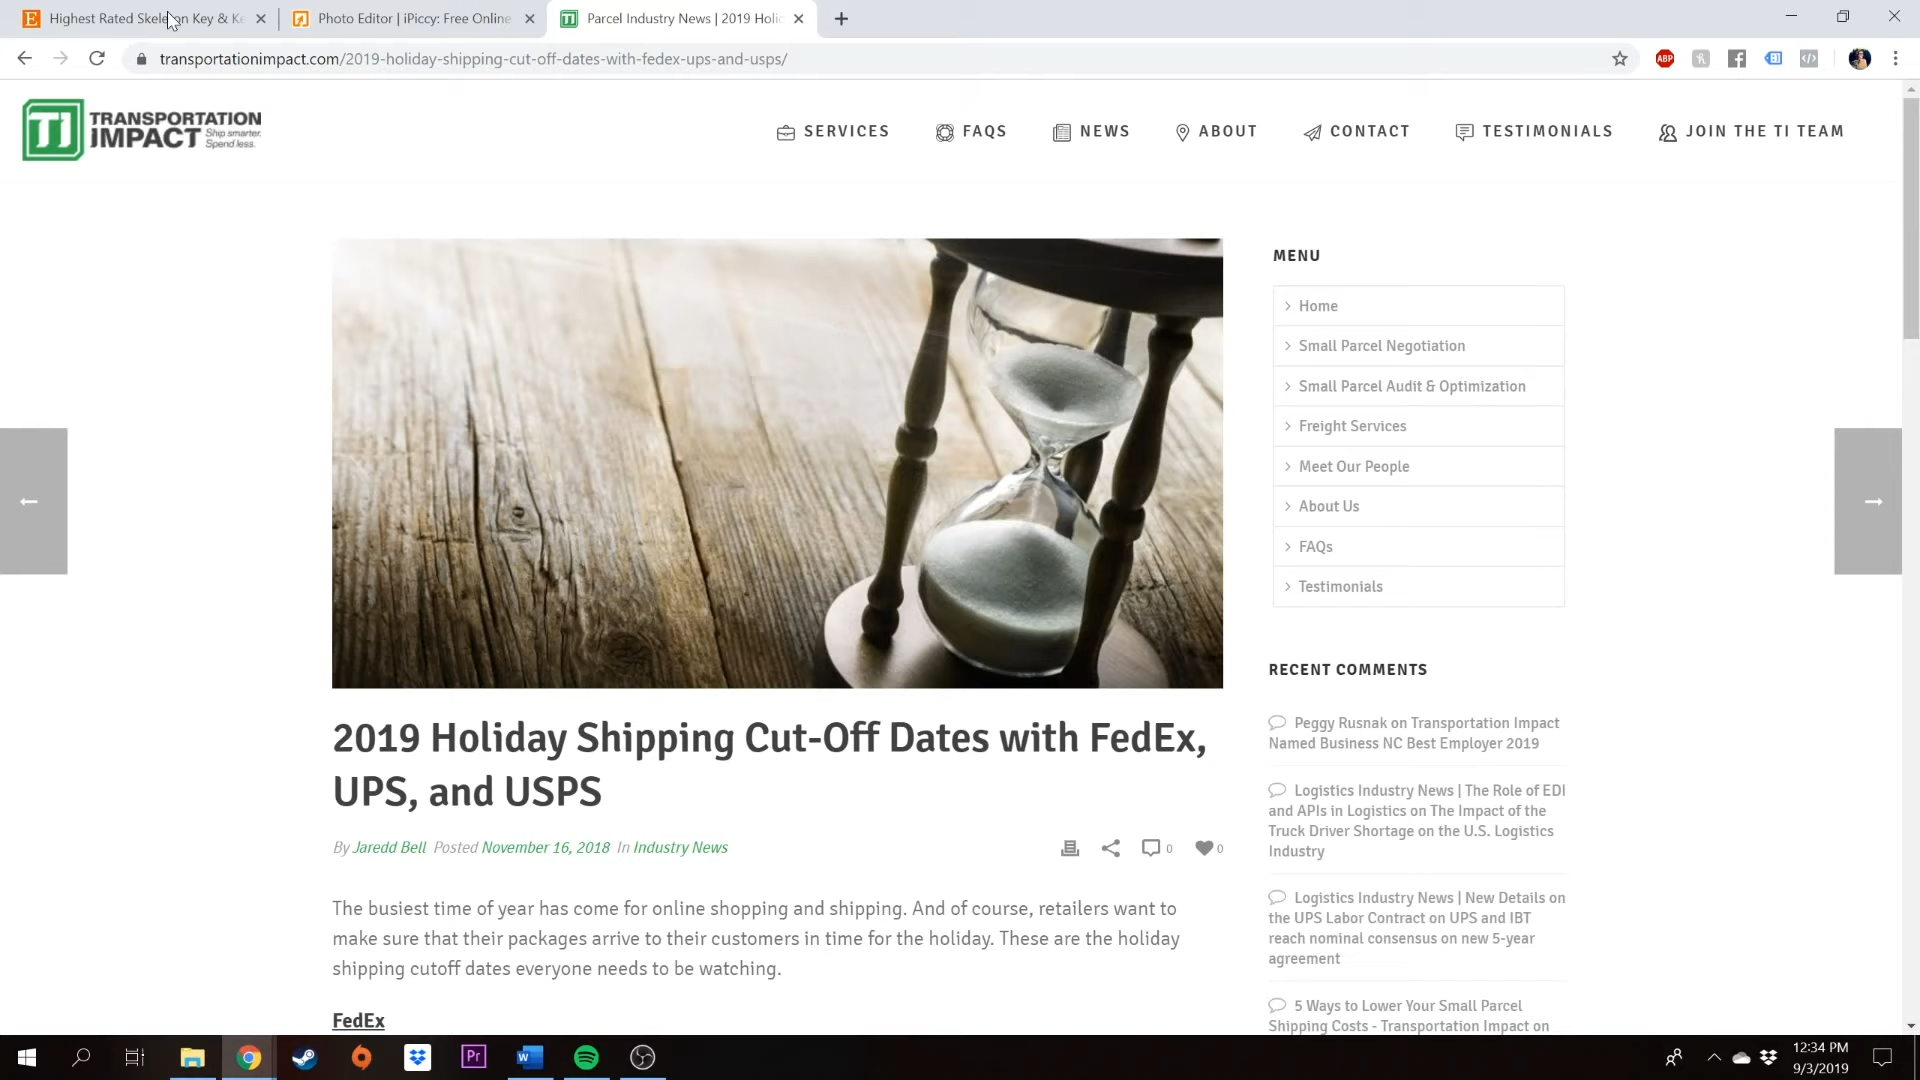 Highest Rated Skeleton Key & Ke
Photo Editor | iPiccy: Free Online
Parcel Industry News | 2019 Holi
transportationimpact.com/2019-holiday-shipping-cut-off-dates-with-fedex-ups-and-usps/
ABP
TRANSPORTATION
IMPACT Ship smarter.
Spend less.
SERVICES
FAQS
NEWS
ABOUT
CONTACT
TESTIMONIALS
JOIN THE TI TEAM
MENU
Home
Small Parcel Negotiation
Small Parcel Audit & Optimization
Freight Services
Meet Our People
About Us
FAQs
Testimonials
2019 Holiday Shipping Cut-Off Dates with FedEx,
UPS, and USPS
By Jaredd Bell Posted November 16, 2018 In Industry News
0
0
The busiest time of year has come for online shopping and shipping. And of course, retailers want to
make sure that their packages arrive to their customers in time for the holiday. These are the holiday
shipping cutoff dates everyone needs to be watching.
FedEx
RECENT COMMENTS
Peggy Rusnak on Transportation Impact
Named Business NC Best Employer 2019
Logistics Industry News | The Role of EDI
and APIs in Logistics on The Impact of the
Truck Driver Shortage on the U.S. Logistics
Industry
Logistics Industry News | New Details on
the UPS Labor Contract on UPS and IBT
reach nominal consensus on new 5-year
agreement
5 Ways to Lower Your Small Parcel
Shipping Costs - Transportation Impact on
Pr
12:34 PM
9/3/2019